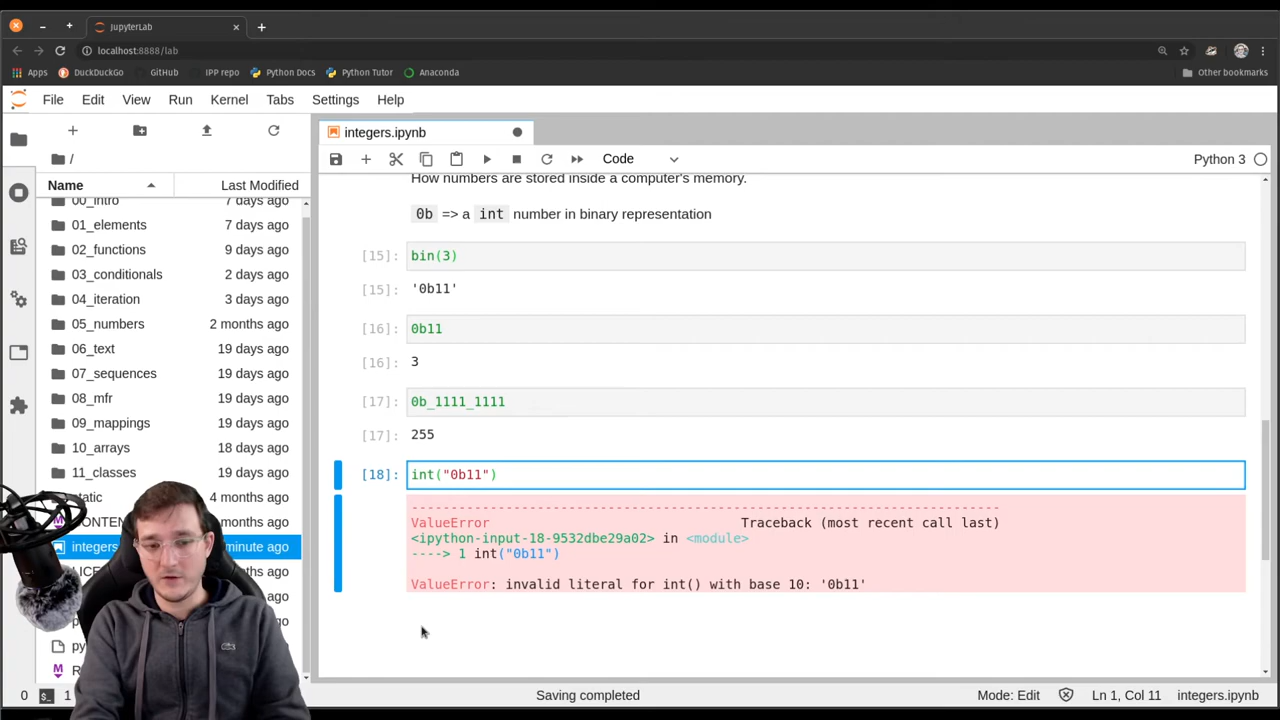 JupyterLab
localhost:8888/lab
Apps DuckDuckGo GitHub IPP repo Python Docs Python Tutor Anaconda Other bookmarks
File Edit View Run Kernel Tabs Settings Help
integers.ipynb
/
Code
Python 3
Name Last Modified
00_intro 7 days ago
01_elements 7 days ago
02_functions 9 days ago
03_conditionals 2 days ago
04_iteration 3 days ago
05_numbers 2 months ago
06_text 19 days ago
07_sequences 19 days ago
08_mfr 19 days ago
09_mappings 19 days ago
10_arrays 18 days ago
11_classes 19 days ago
static 4 months ago
CONTEN months ago
integers minute ago
LICE
py
R
How numbers are stored inside a computer's memory.
0b => a int number in binary representation
[15]: bin(3)
[15]: '0b11'
[16]: 0b11
[16]: 3
[17]: 0b_1111_1111
[17]: 255
[18]: int("0b11")
---------------------------------------------------------------------------
ValueError Traceback (most recent call last)
<ipython-input-18-9532dbe29a02> in <module>
----> 1 int("0b11")
ValueError: invalid literal for int() with base 10: '0b11'
0 $_ 1 Saving completed Mode: Edit Ln 1, Col 11 integers.ipynb